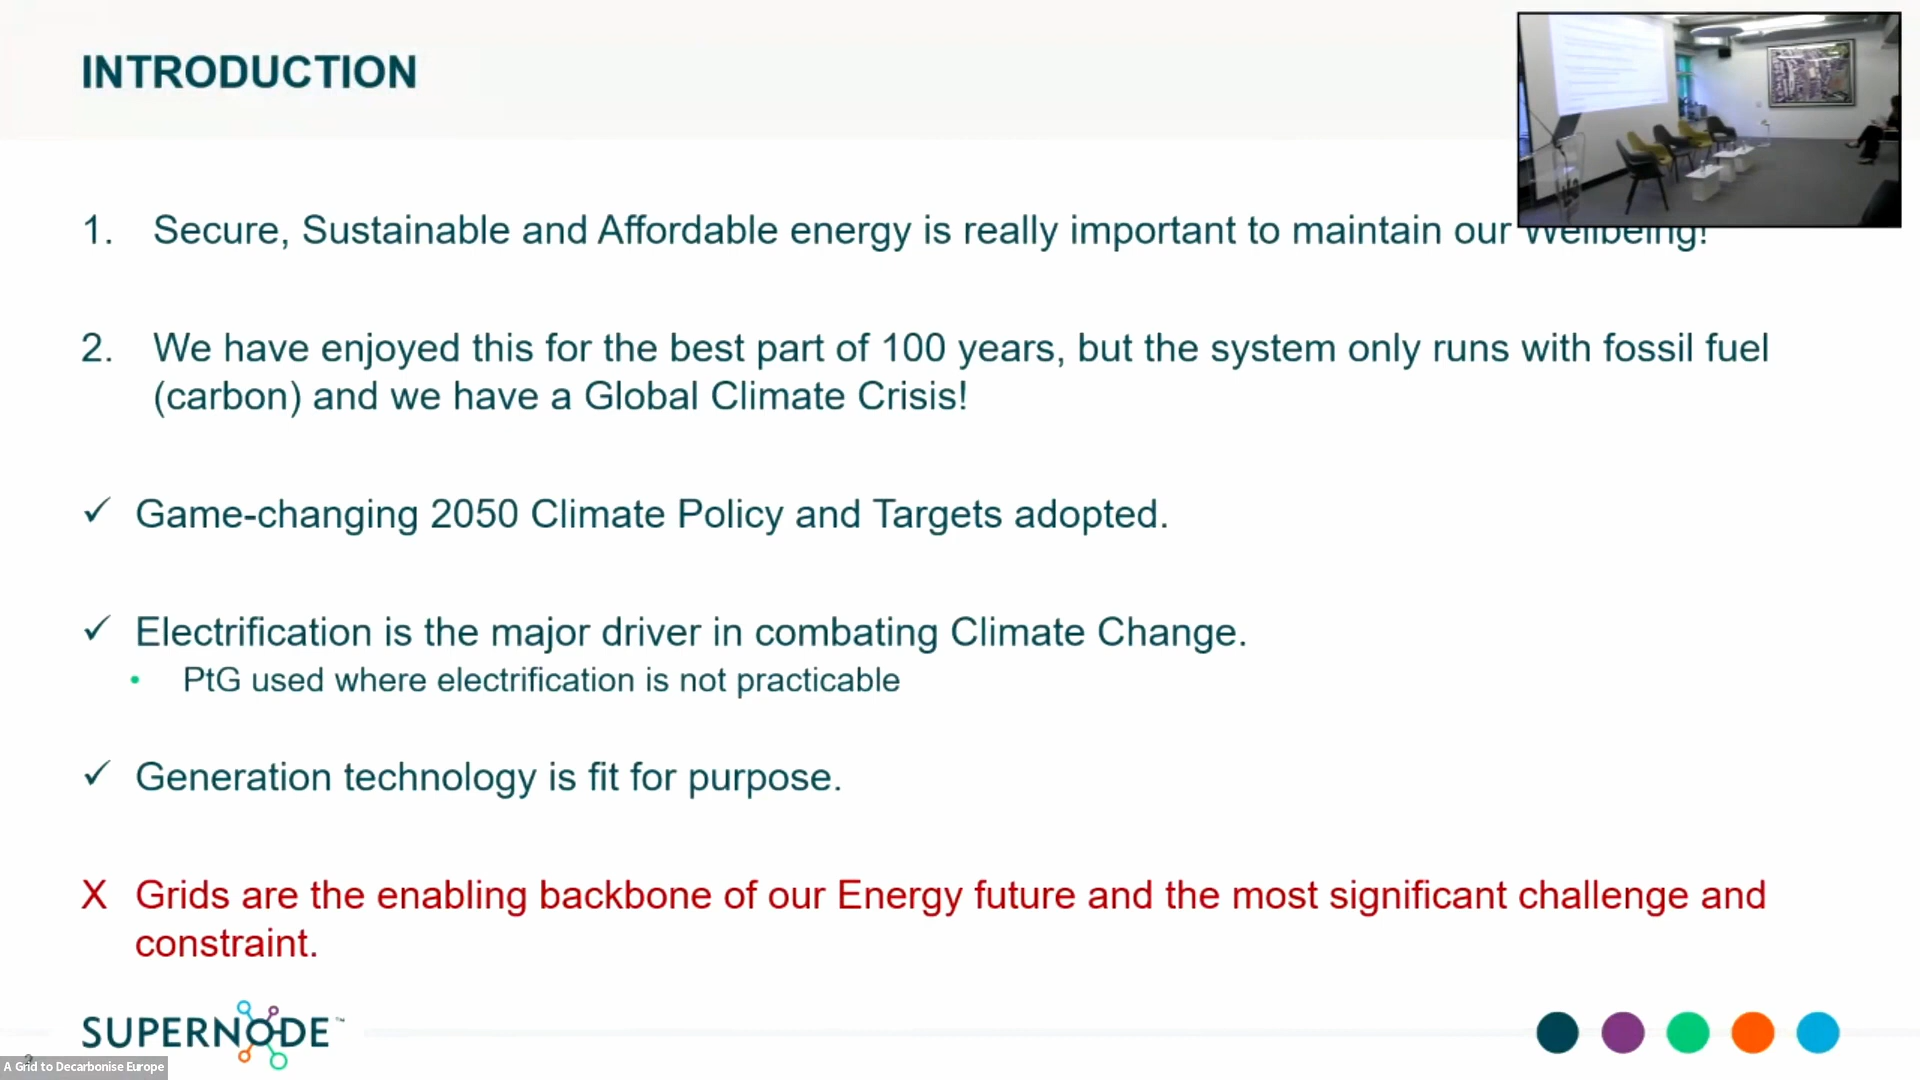 INTRODUCTION
1. Secure, Sustainable and Affordable energy is really important to maintain our Wellbeing!
2. We have enjoyed this for the best part of 100 years, but the system only runs with fossil fuel
(carbon) and we have a Global Climate Crisis!
✓ Game-changing 2050 Climate Policy and Targets adopted.
✓ Electrification is the major driver in combating Climate Change.
• PtG used where electrification is not practicable
✓ Generation technology is fit for purpose.
X Grids are the enabling backbone of our Energy future and the most significant challenge and
constraint.
SUPERNODE™
A Grid to Decarbonise Europe